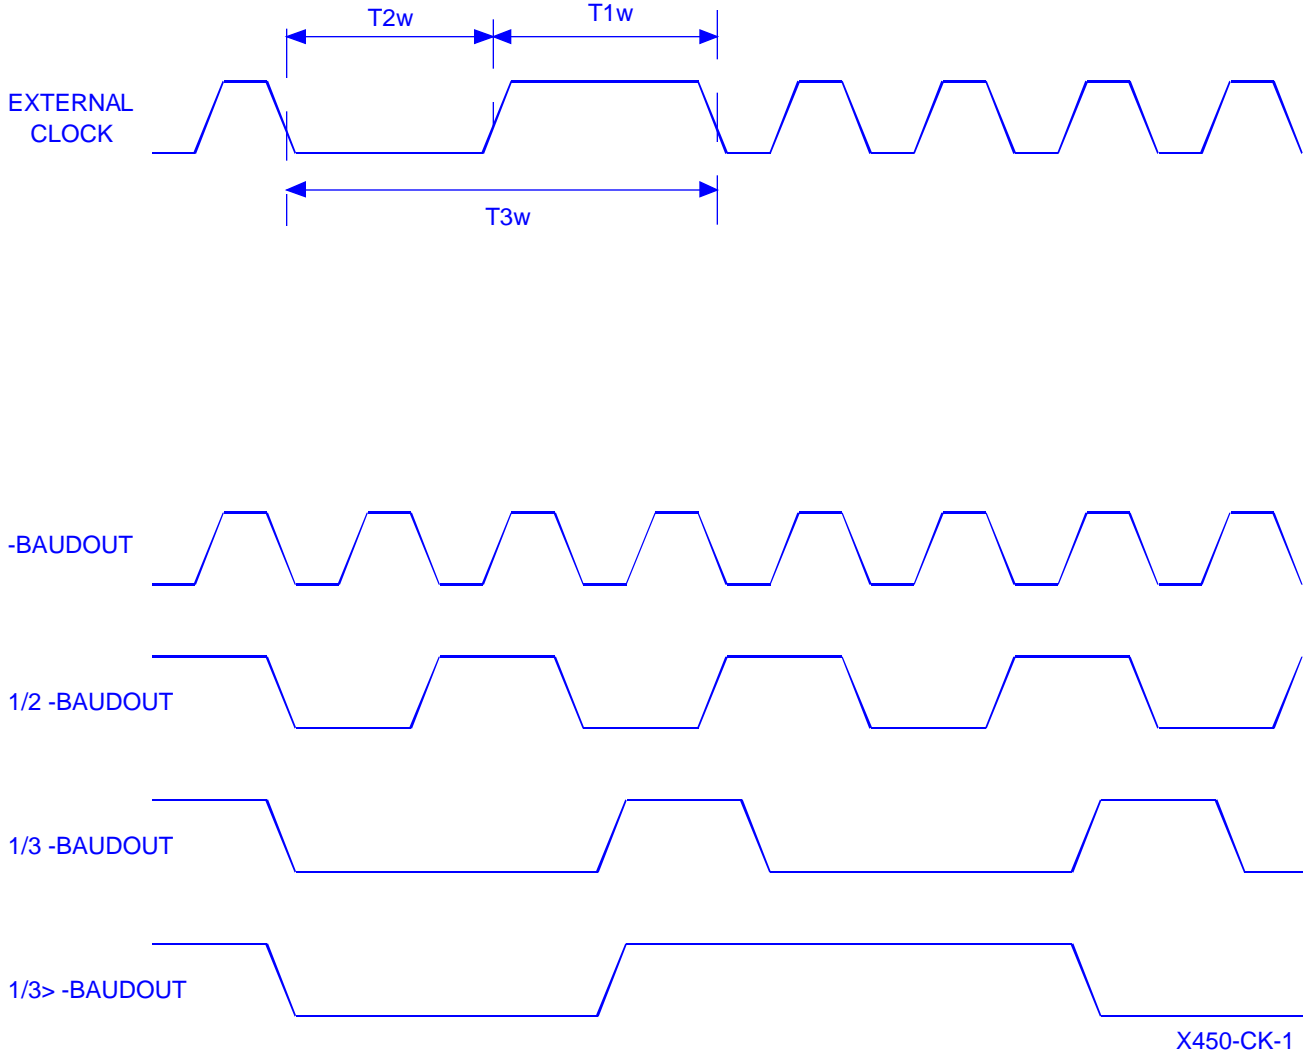 T2w
T1w
EXTERNAL
CLOCK
T3w
-BAUDOUT
1/2 -BAUDOUT
1/3 -BAUDOUT
1/3> -BAUDOUT
X450-CK-1